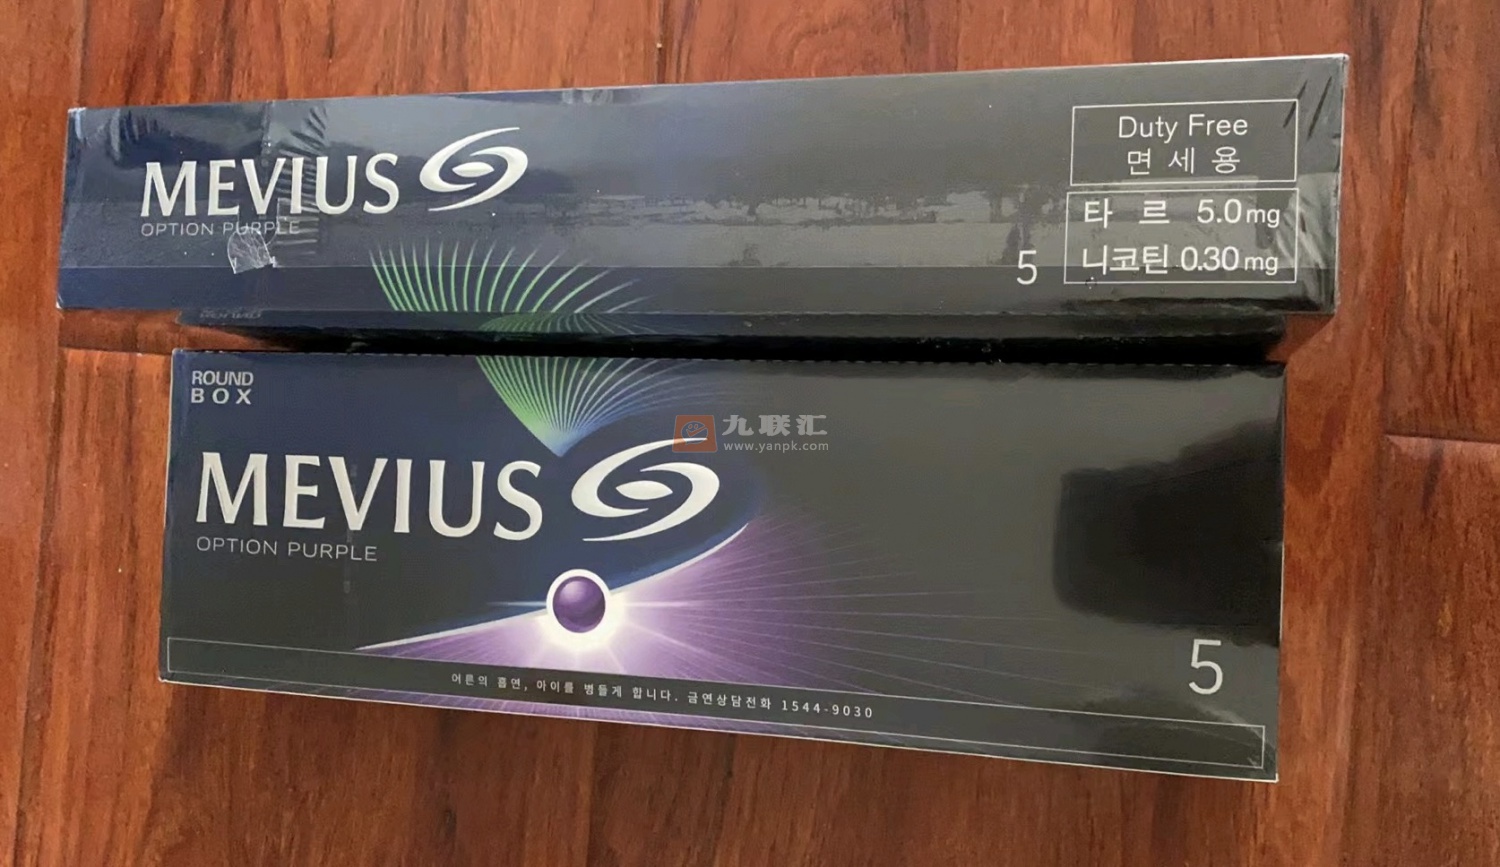 MEVIUS
OPTION PURPLE
Duty Free
면세용
타르 5.0mg
니코틴 0.30mg
5
ROUND
BOX
MEVIUS
OPTION PURPLE
九联汇
www.yanpk.com
5
어른의 흡연, 아이를 병들게 합니다. 금연상담전화 1544-9030